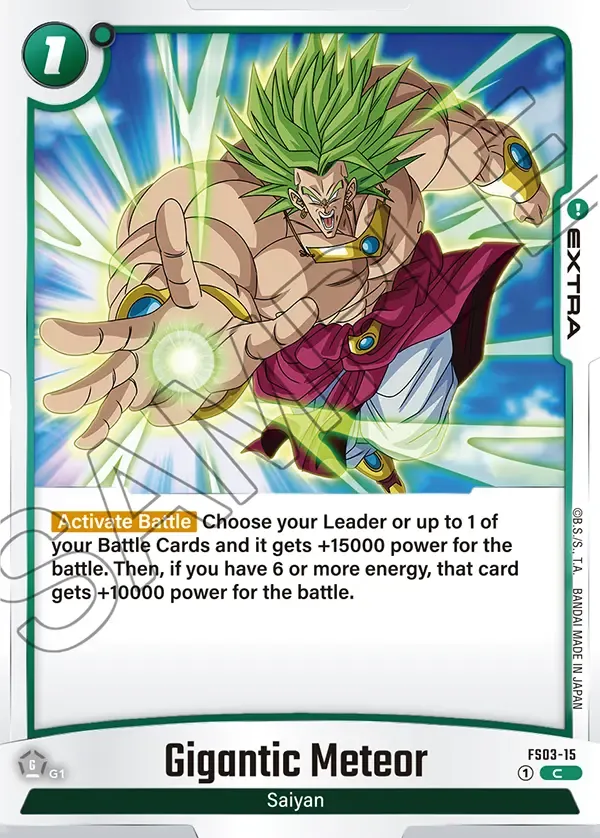 1
! EXTRA
SAMPLE
Activate Battle Choose your Leader or up to 1 of
your Battle Cards and it gets +15000 power for the
battle. Then, if you have 6 or more energy, that card
gets +10000 power for the battle.
©B.S./S., T.A. BANDAI MADE IN JAPAN
G G1
Gigantic Meteor
FS03-15
1 C
Saiyan